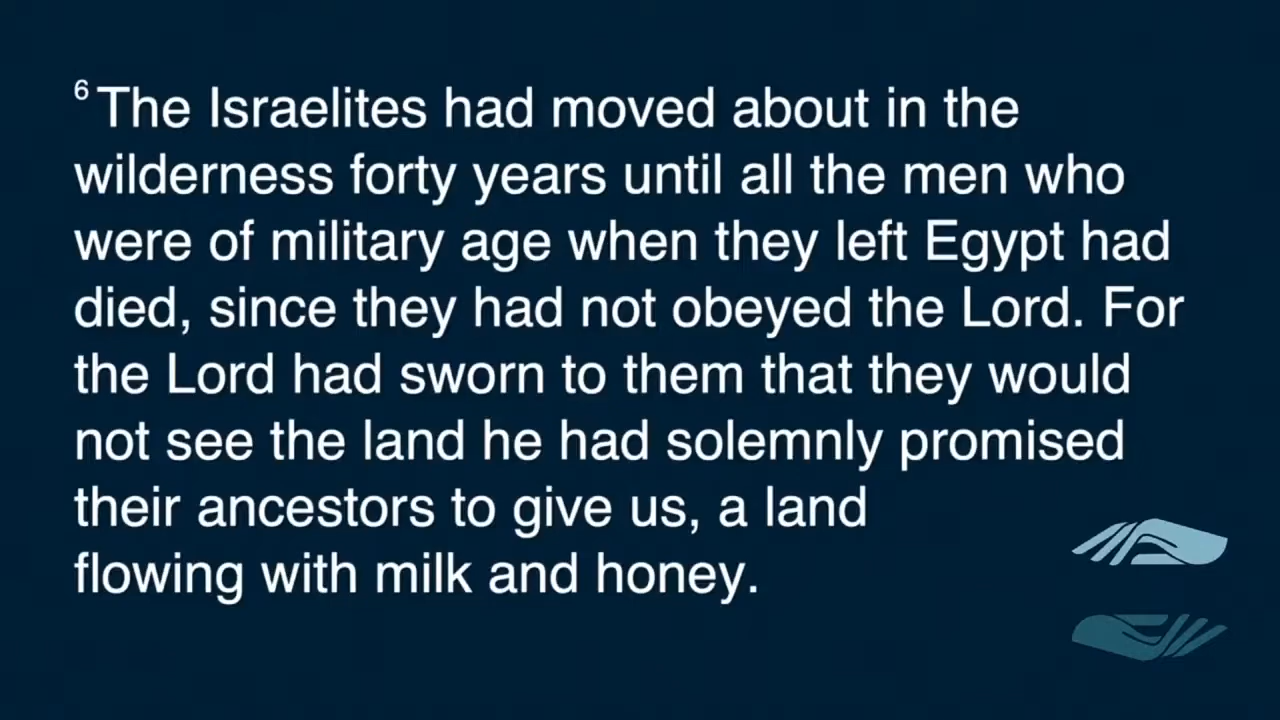 6 The Israelites had moved about in the
wilderness forty years until all the men who
were of military age when they left Egypt had
died, since they had not obeyed the Lord. For
the Lord had sworn to them that they would
not see the land he had solemnly promised
their ancestors to give us, a land
flowing with milk and honey.